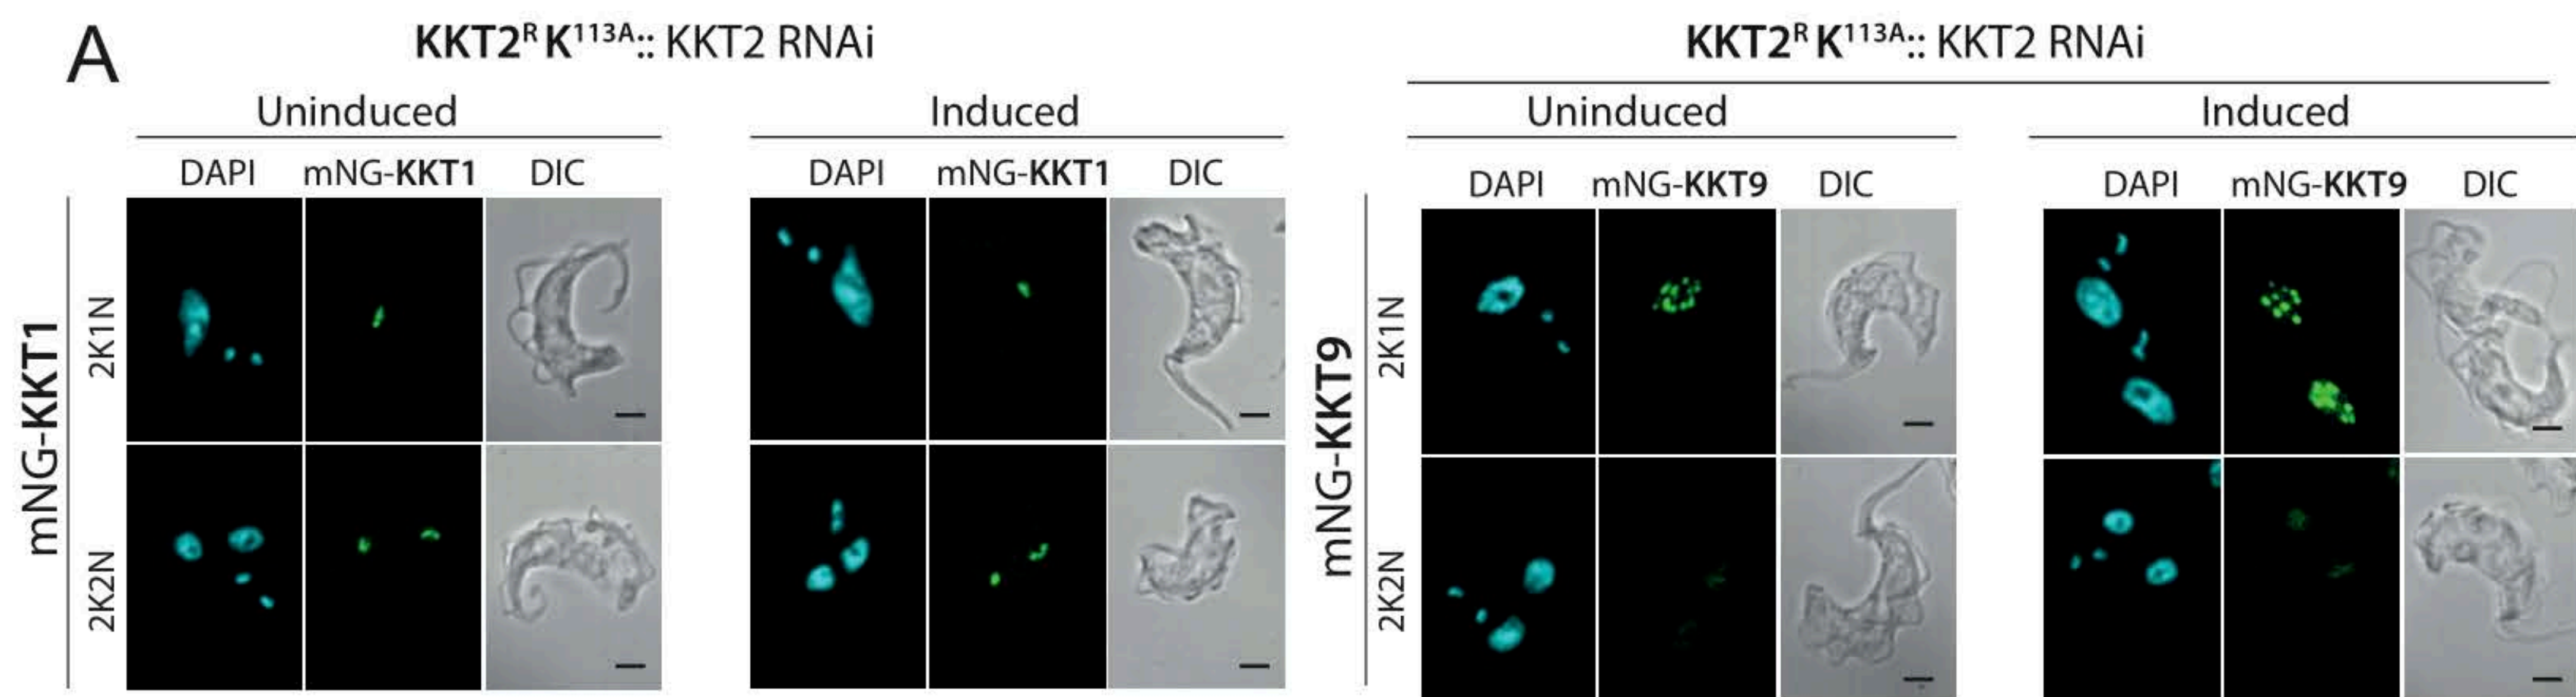 A
KKT2ᴿ K¹¹³ᴬ:: KKT2 RNAi
Uninduced
Induced
DAPI mNG-KKT1 DIC
DAPI mNG-KKT1 DIC
mNG-KKT1
2K1N
2K2N
KKT2ᴿ K¹¹³ᴬ:: KKT2 RNAi
Uninduced
Induced
DAPI mNG-KKT9 DIC
DAPI mNG-KKT9 DIC
mNG-KKT9
2K1N
2K2N